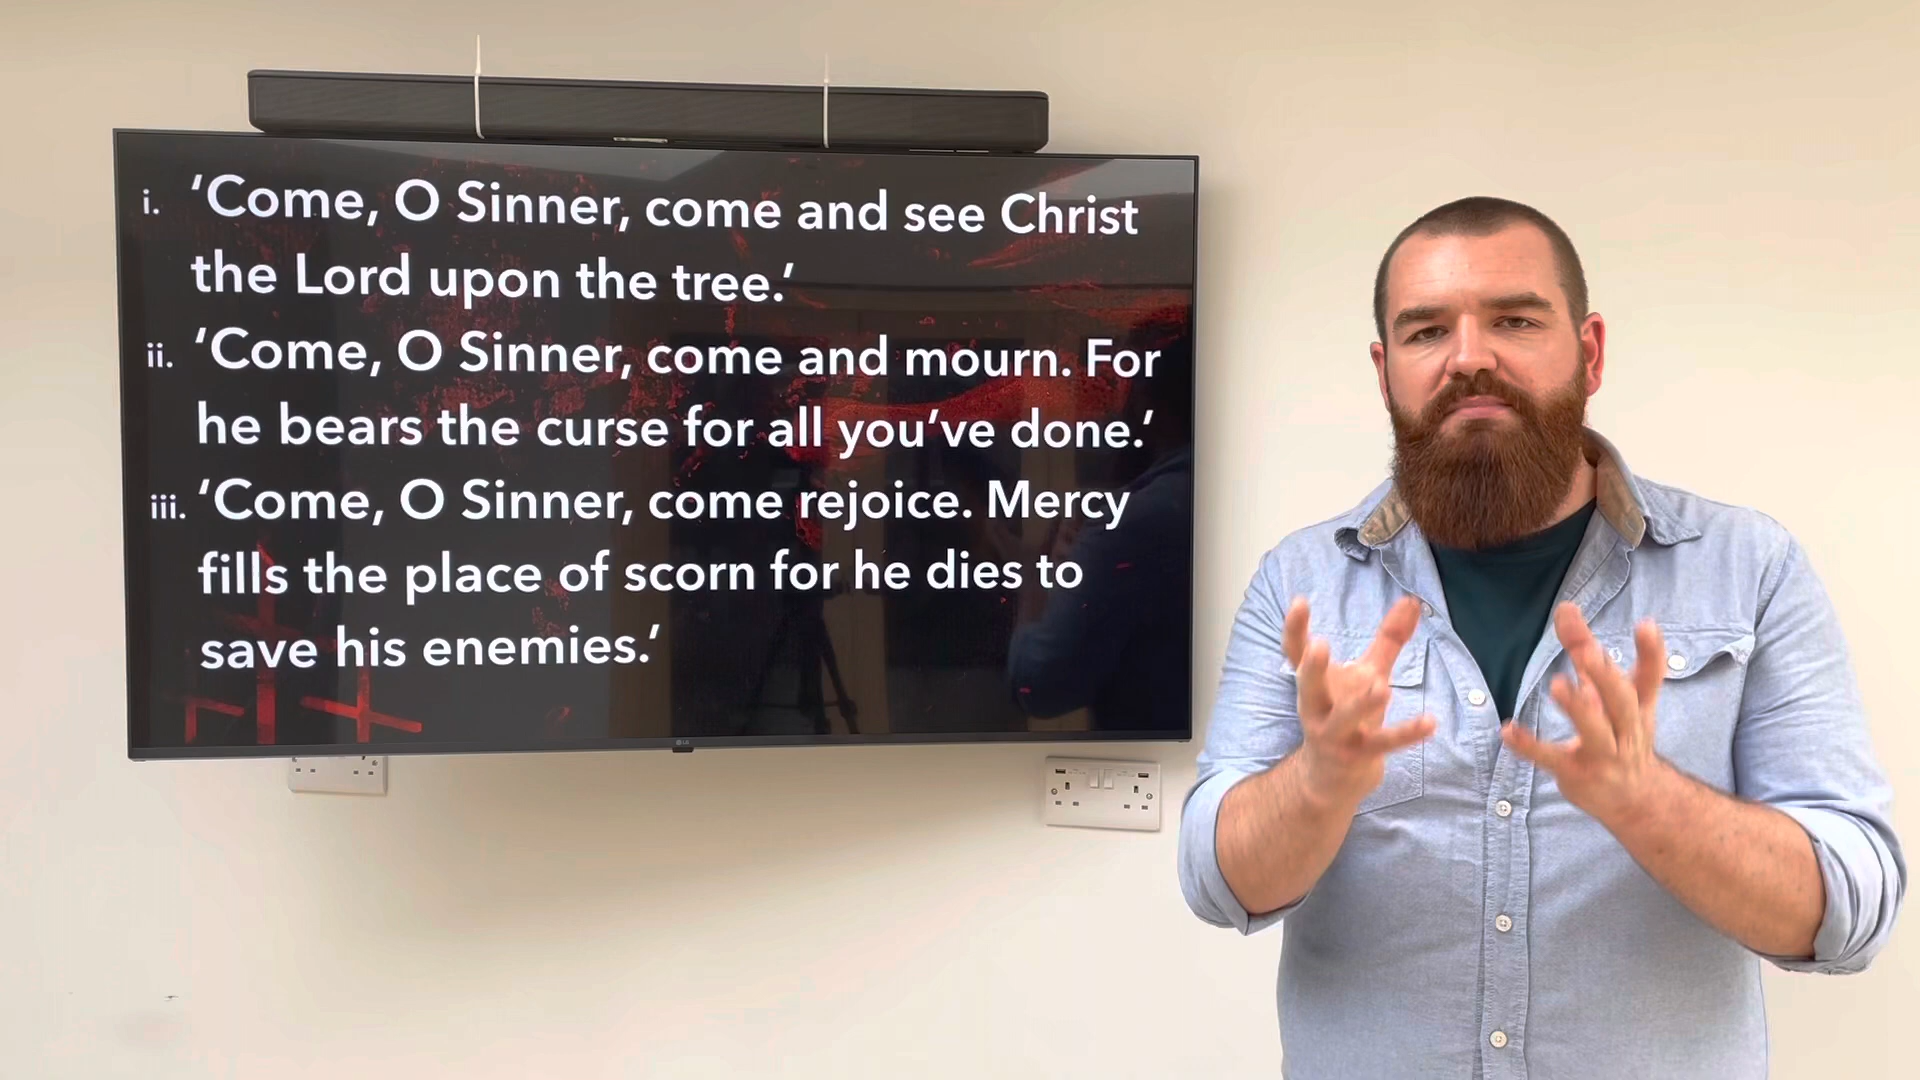 i. ‘Come, O Sinner, come and see Christ
the Lord upon the tree.’
ii. ‘Come, O Sinner, come and mourn. For
he bears the curse for all you’ve done.’
iii. ‘Come, O Sinner, come rejoice. Mercy
fills the place of scorn for he dies to
save his enemies.’
LG